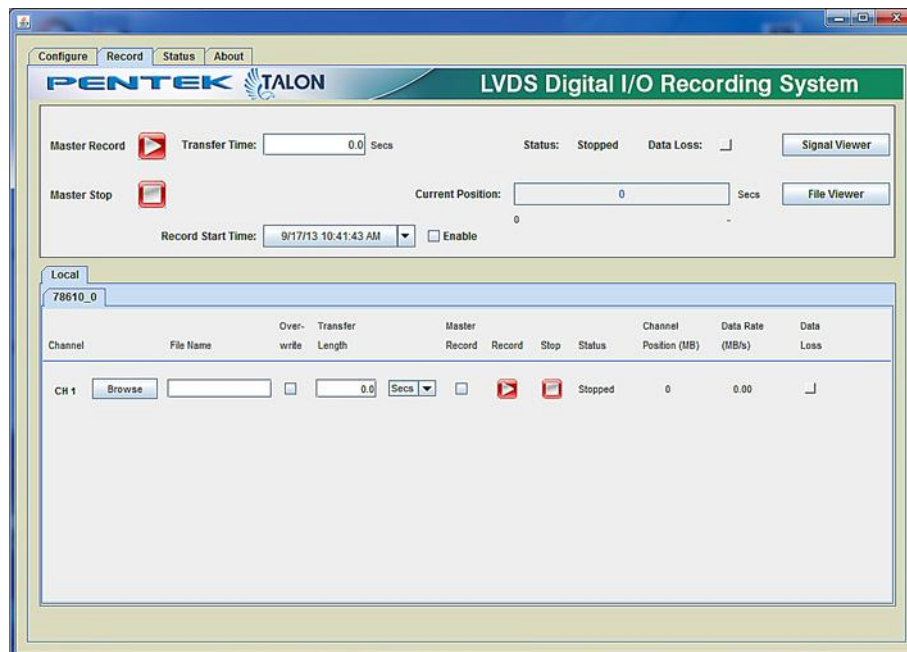 Configure Record Status About
PENTEK TALON LVDS Digital I/O Recording System
Master Record Transfer Time: 0.0 Secs Status: Stopped Data Loss: Signal Viewer
Master Stop Current Position: 0 Secs File Viewer
0 -
Record Start Time: 9/17/13 10:41:43 AM Enable
Local
78610_0
Over- Transfer Master Channel Data Rate Data
Channel File Name write Length Record Record Stop Status Position (MB) (MB/s) Loss
CH 1 Browse 0.0 Secs Stopped 0 0.00